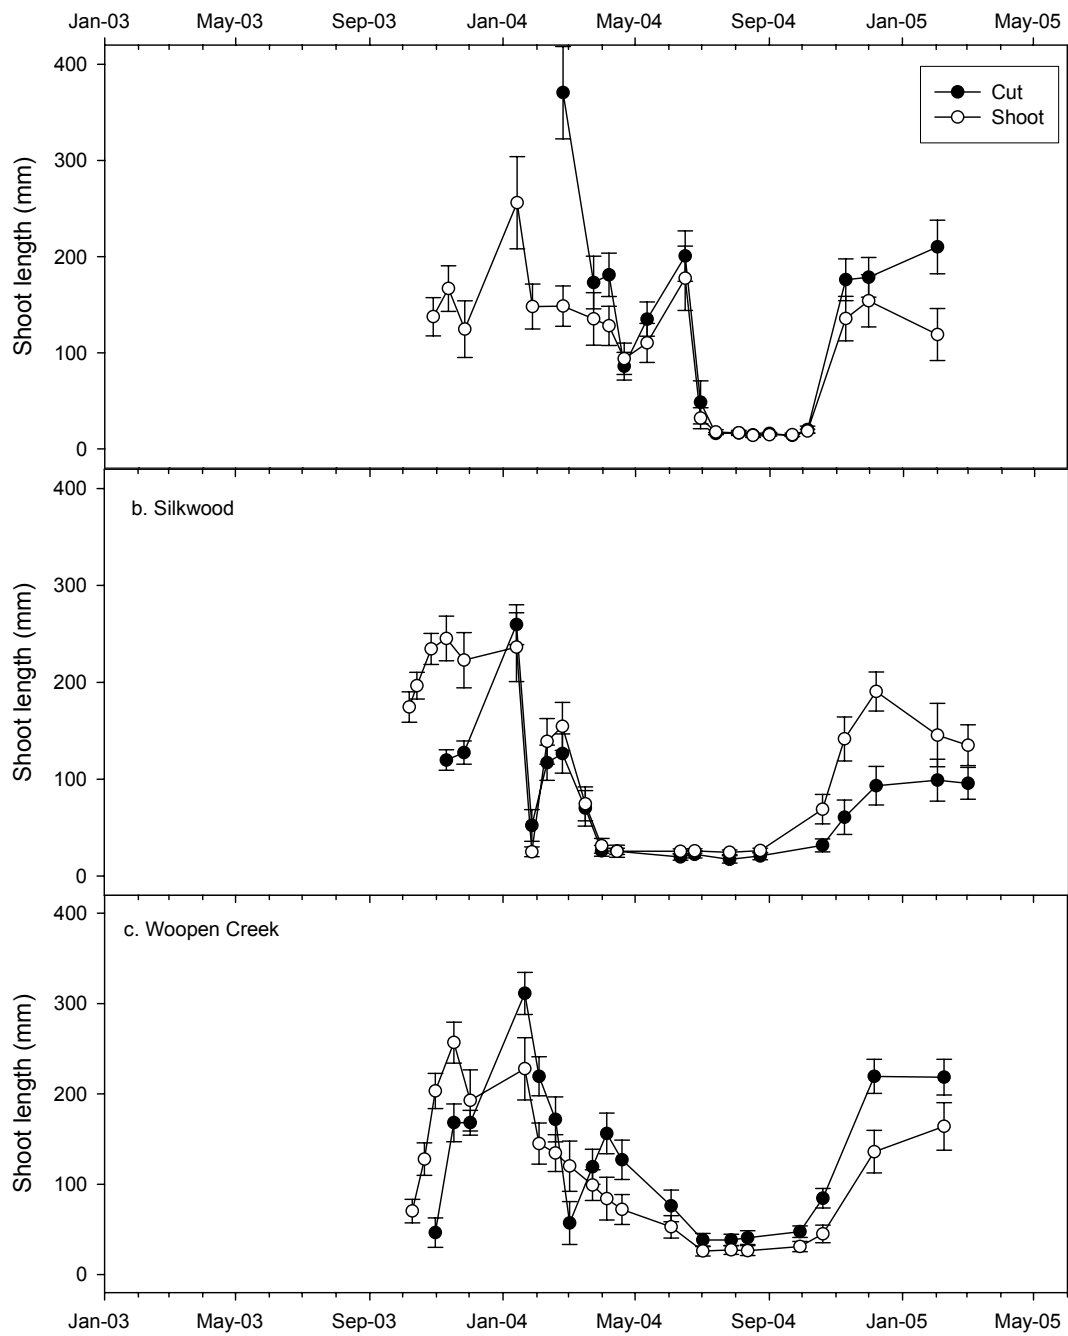 Jan-03 May-03 Sep-03 Jan-04 May-04 Sep-04 Jan-05 May-05
400
300
200
100
0
Shoot length (mm)
Cut
Shoot
b. Silkwood
400
300
200
100
0
Shoot length (mm)
c. Woopen Creek
400
300
200
100
0
Shoot length (mm)
Jan-03 May-03 Sep-03 Jan-04 May-04 Sep-04 Jan-05 May-05